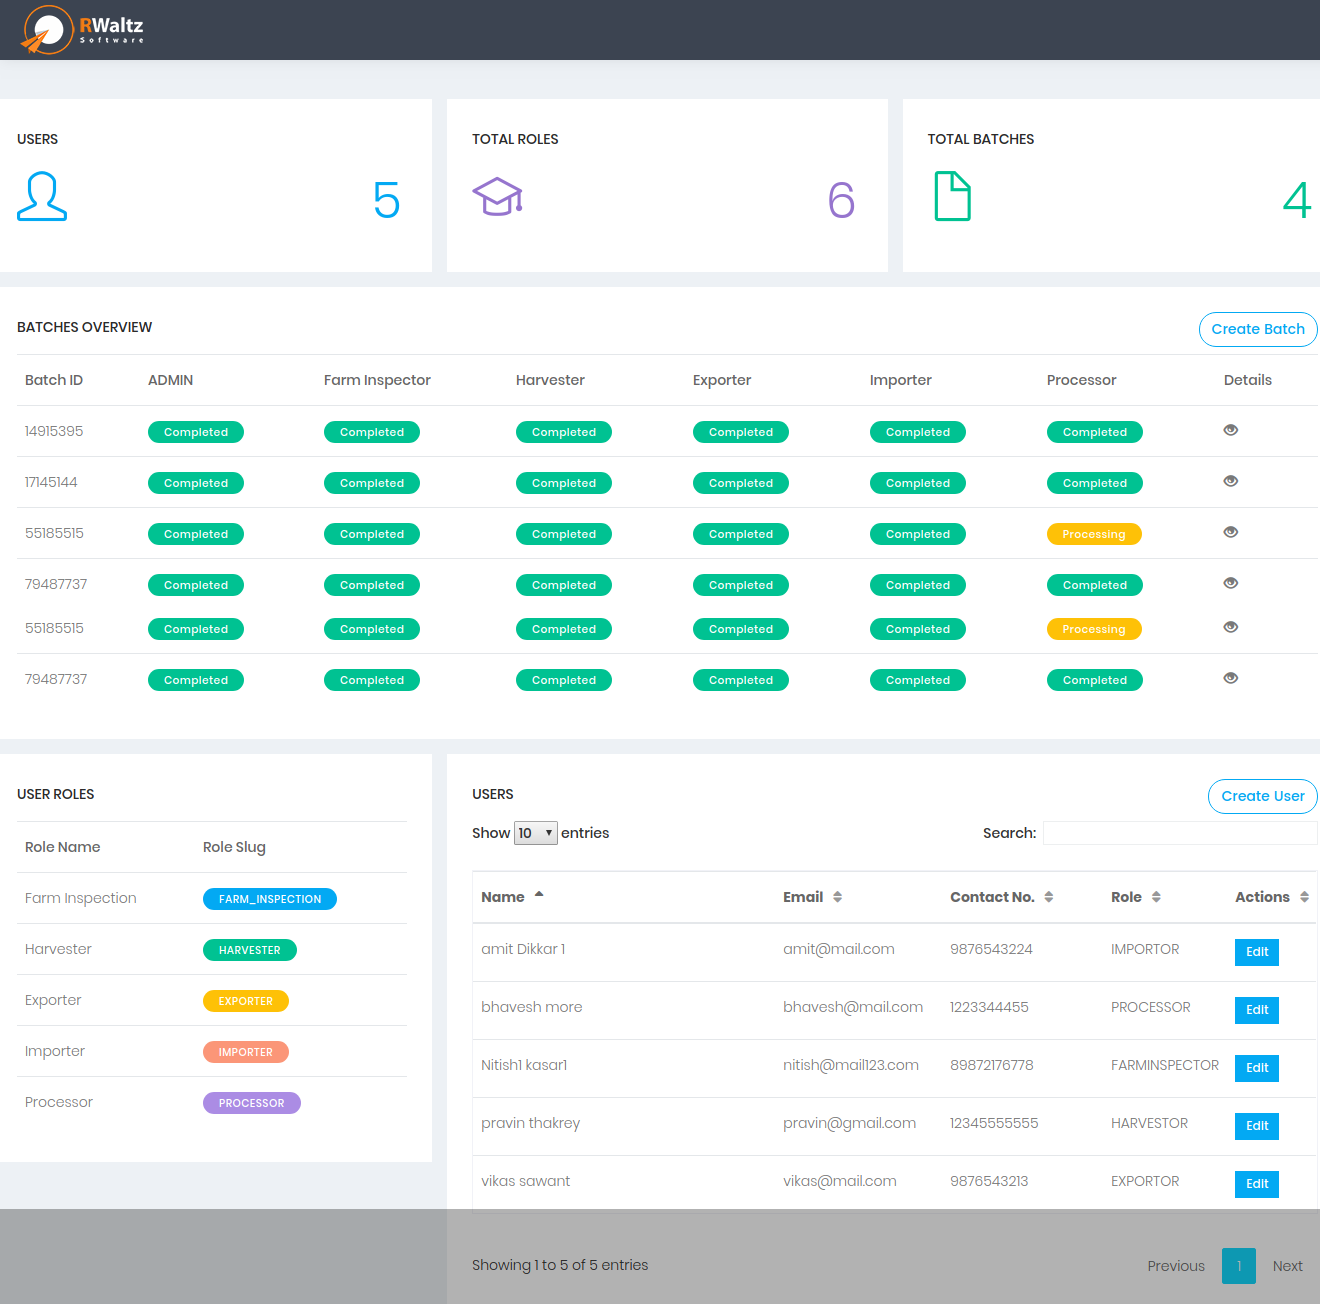 RWaltz
Software
USERS
5
TOTAL ROLES
6
TOTAL BATCHES
4
BATCHES OVERVIEW
Create Batch
Batch ID ADMIN Farm Inspector Harvester Exporter Importer Processor Details
14915395 Completed Completed Completed Completed Completed Completed
17145144 Completed Completed Completed Completed Completed Completed
55185515 Completed Completed Completed Completed Completed Processing
79487737 Completed Completed Completed Completed Completed Completed
55185515 Completed Completed Completed Completed Completed Processing
79487737 Completed Completed Completed Completed Completed Completed
USER ROLES
Role Name Role Slug
Farm Inspection FARM_INSPECTION
Harvester HARVESTER
Exporter EXPORTER
Importer IMPORTER
Processor PROCESSOR
USERS
Create User
Show 10 entries
Search:
Name Email Contact No. Role Actions
amit Dikkar 1 amit@mail.com 9876543224 IMPORTOR Edit
bhavesh more bhavesh@mail.com 1223344455 PROCESSOR Edit
Nitish1 kasar1 nitish@mail123.com 89872176778 FARMINSPECTOR Edit
pravin thakrey pravin@gmail.com 12345555555 HARVESTOR Edit
vikas sawant vikas@mail.com 9876543213 EXPORTOR Edit
Showing 1 to 5 of 5 entries
Previous 1 Next